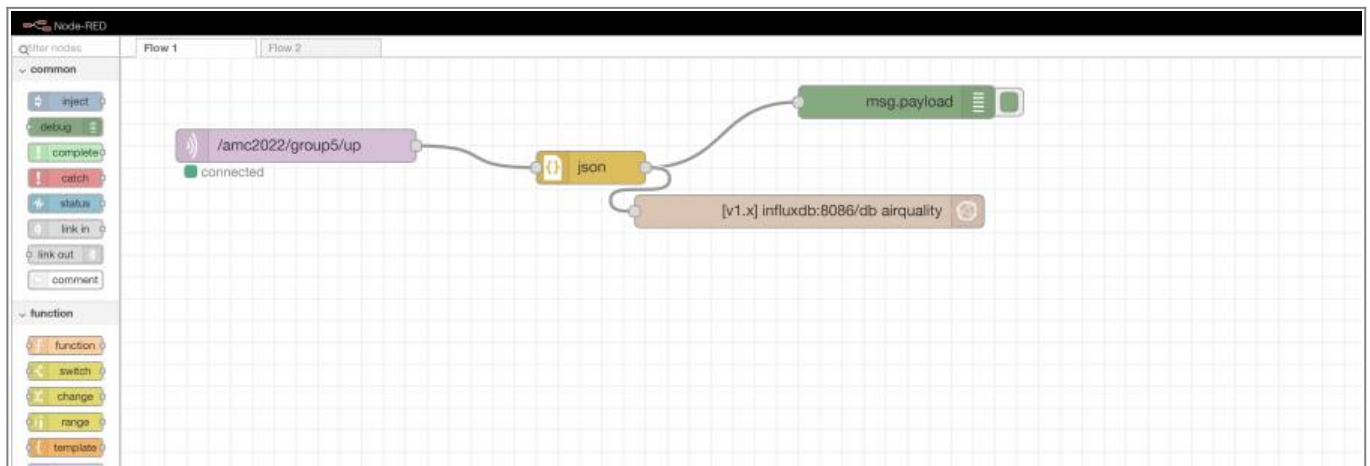 Node-RED
filter nodes
Flow 1
Flow 2
common
inject
debug
complete
catch
status
link in
link out
comment
function
function
switch
change
range
template
/amc2022/group5/up
connected
json
msg.payload
[v1.x] influxdb:8086/db airquality